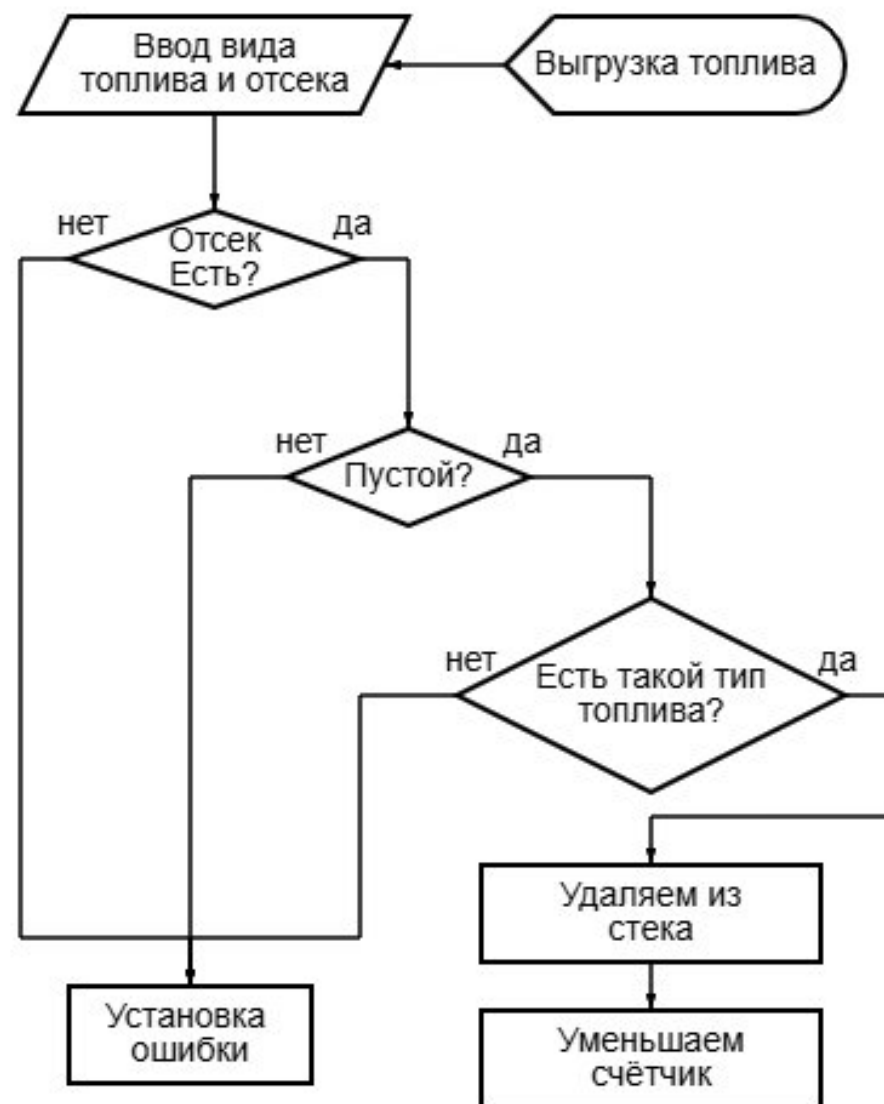 Ввод вида
топлива и отсека
Выгрузка топлива
нет
да
Отсек
Есть?
нет
да
Пустой?
нет
да
Есть такой тип
топлива?
Удаляем из
стека
Установка
ошибки
Уменьшаем
счётчик